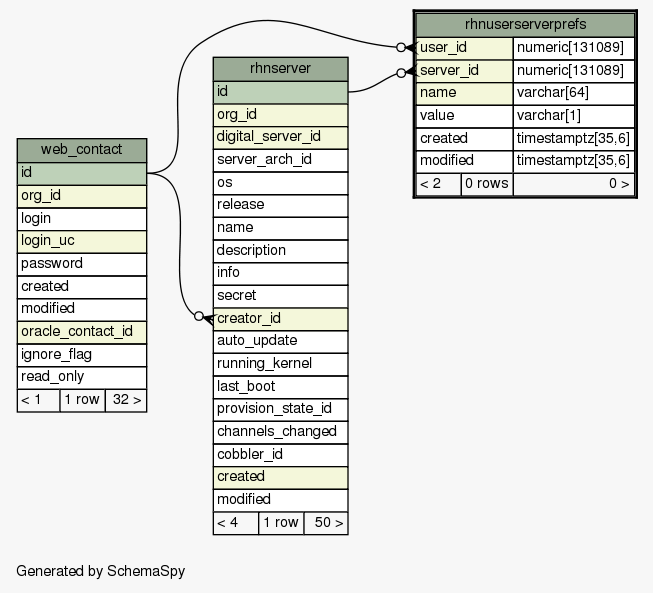 web_contact
id
org_id
login
login_uc
password
created
modified
oracle_contact_id
ignore_flag
read_only
< 1 1 row 32 >
rhnserver
id
org_id
digital_server_id
server_arch_id
os
release
name
description
info
secret
creator_id
auto_update
running_kernel
last_boot
provision_state_id
channels_changed
cobbler_id
created
modified
< 4 1 row 50 >
rhnuserserverprefs
user_id numeric[131089]
server_id numeric[131089]
name varchar[64]
value varchar[1]
created timestamptz[35,6]
modified timestamptz[35,6]
< 2 0 rows 0 >
Generated by SchemaSpy